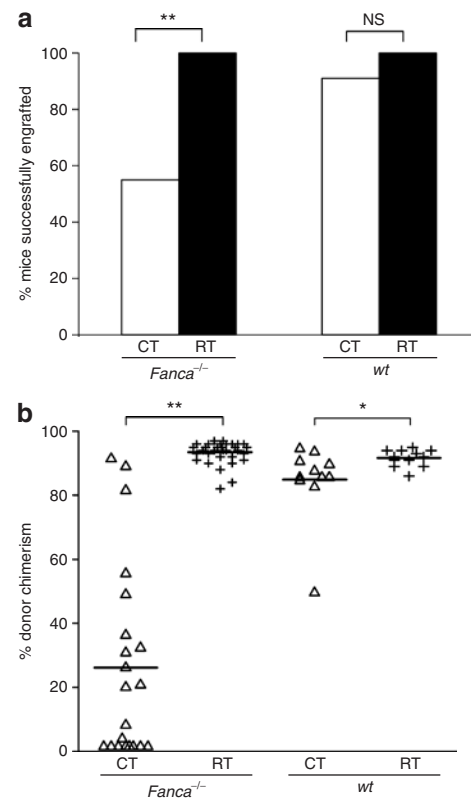 a
** NS
% mice successfully engrafted
100
80
60
40
20
0
CT RT CT RT
Fanca−/− wt
b
** *
% donor chimerism
100
80
60
40
20
0
CT RT CT RT
Fanca−/− wt